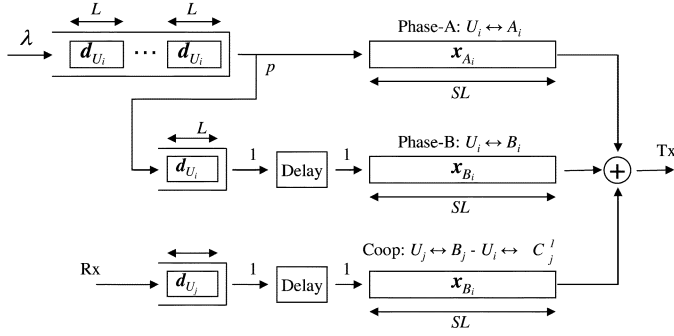 L L
Phase-A: U_i ↔ A_i
λ d_{U_i} ··· d_{U_i} p x_{A_i}
SL
L
Phase-B: U_i ↔ B_i
Tx
d_{U_i} 1 Delay 1 x_{B_i} +
SL
Coop: U_j ↔ B_j - U_i ↔ C_j^l
Rx d_{U_j} 1 Delay 1 x_{B_i}
SL